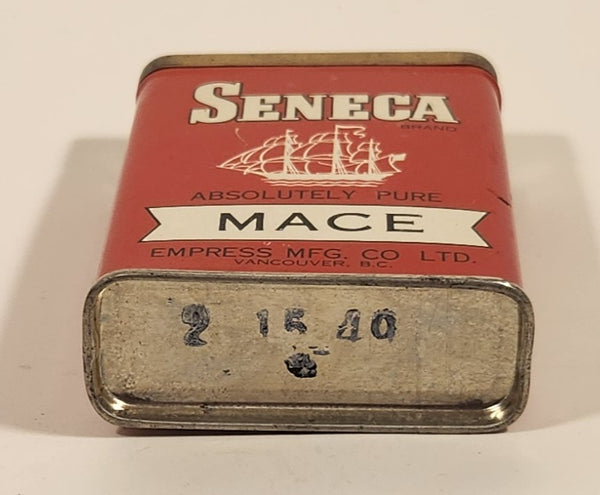 SENECA
BRAND
ABSOLUTELY PURE
MACE
EMPRESS MFG. CO LTD.
VANCOUVER, B.C.
2 15 40